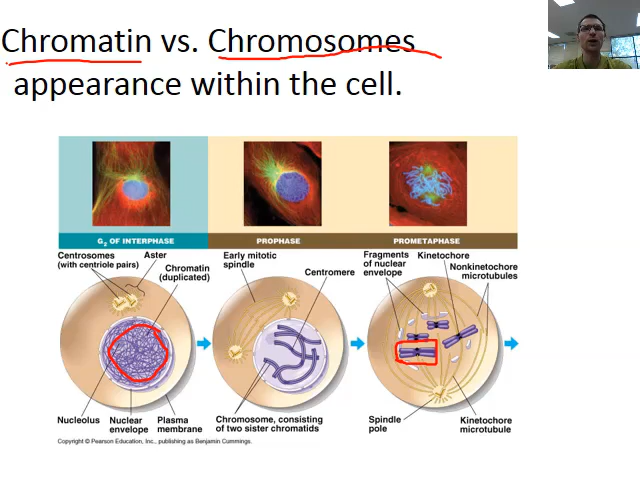 Chromatin vs. Chromosomes
appearance within the cell.
G2 OF INTERPHASE
PROPHASE
PROMETAPHASE
Centrosomes
(with centriole pairs)
Aster
Chromatin
(duplicated)
Early mitotic
spindle
Centromere
Fragments
of nuclear
envelope
Kinetochore
Nonkinetochore
microtubules
Nucleolus
Nuclear
envelope
Plasma
membrane
Chromosome, consisting
of two sister chromatids
Spindle
pole
Kinetochore
microtubule
Copyright © Pearson Education, Inc., publishing as Benjamin Cummings.